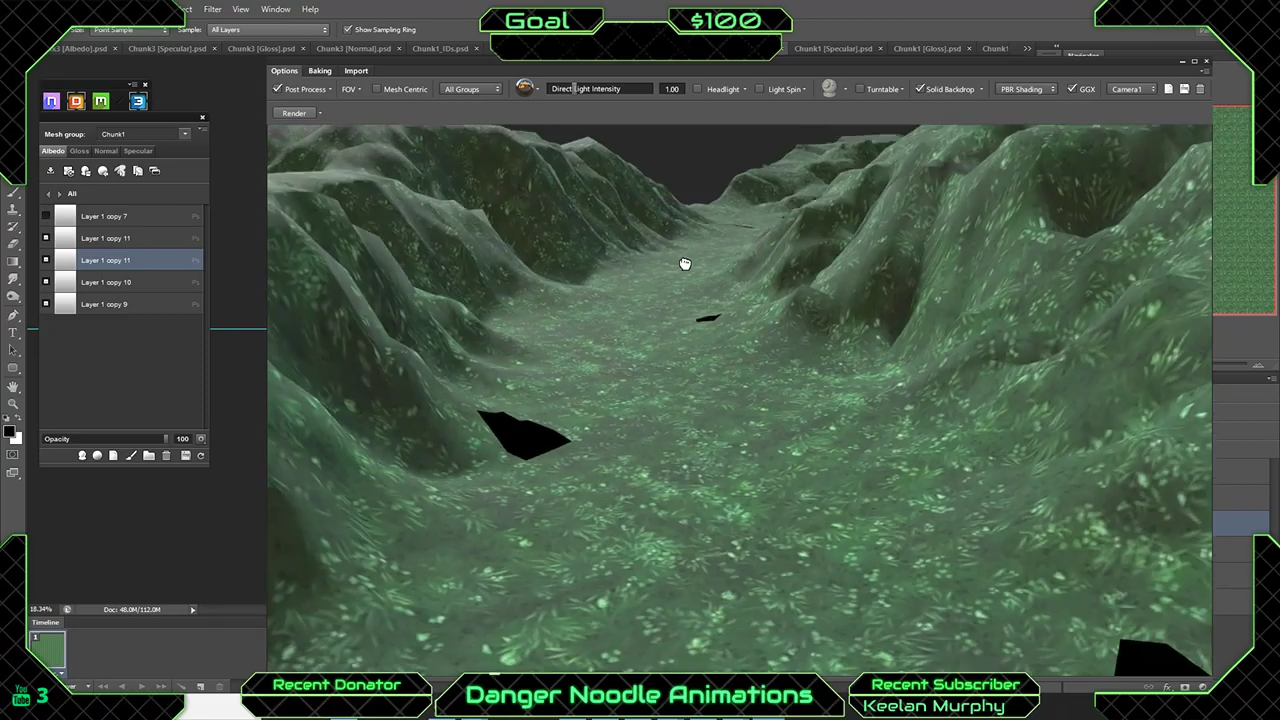 Goal
$100
Filter View Window Help
Sample: All Layers
Show Sampling Ring
Chunk3 [Specular].psd
Chunk3 [Gloss].psd
Chunk3 [Normal].psd
Chunk1_IDs.psd
Chunk1 [Specular].psd
Chunk1 [Gloss].psd
Chunk1
Options Baking Import
Post Process
FOV
Mesh Centric
All Groups
Direct Light Intensity
1.00
Headlight
Light Spin
Turntable
Solid Backdrop
PBR Shading
GGX
Camera1
Render
Mesh group: Chunk1
Albedo Gloss Normal Specular
All
Layer 1 copy 7
Layer 1 copy 11
Layer 1 copy 11
Layer 1 copy 10
Layer 1 copy 9
Opacity 100
18.34% Doc: 48.0M/112.0M
Timeline
1
You Tube 3
Recent Donator
Danger Noodle Animations
Recent Subscriber
Keelan Murphy